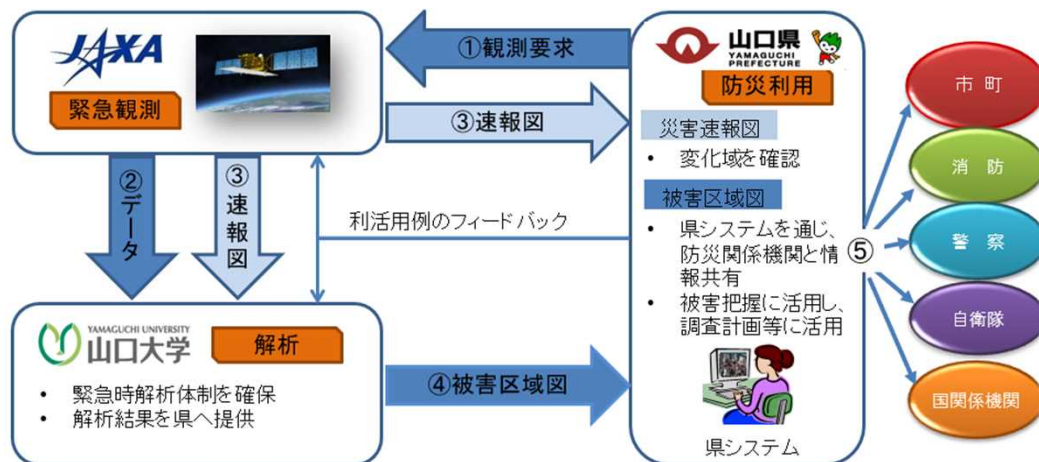 JAXA
緊急観測
①観測要求
③速報図
山口県
YAMAGUCHI
PREFECTURE
防災利用
災害速報図
• 変化域を確認
被害区域図
• 県システムを通じ、
防災関係機関と情
報共有
• 被害把握に活用し、
調査計画等に活用
県システム
②データ
③速報図
利活用例のフィードバック
YAMAGUCHI UNIVERSITY
山口大学
解析
• 緊急時解析体制を確保
• 解析結果を県へ提供
④被害区域図
⑤
市町
消防
警察
自衛隊
国関係機関